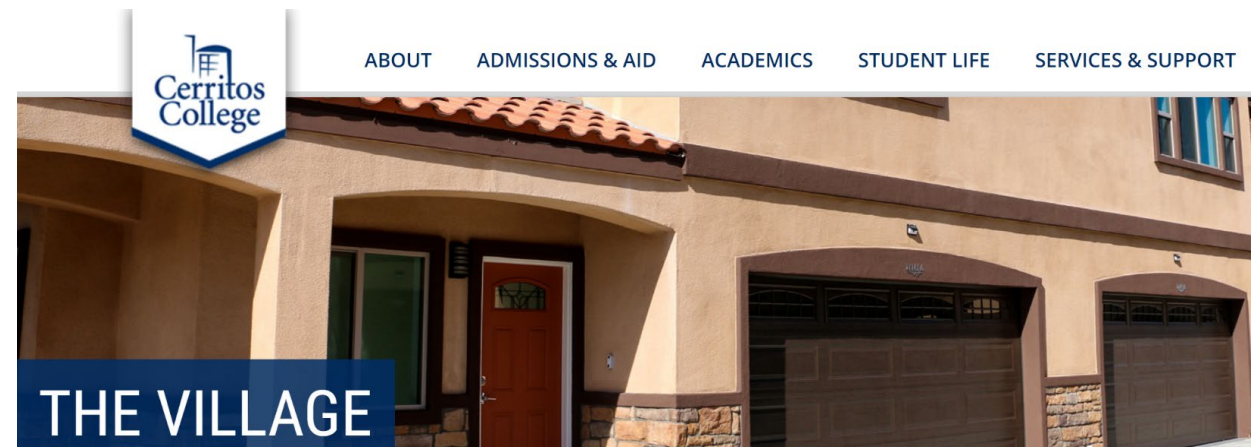 Cerritos
College
ABOUT ADMISSIONS & AID ACADEMICS STUDENT LIFE SERVICES & SUPPORT
THE VILLAGE